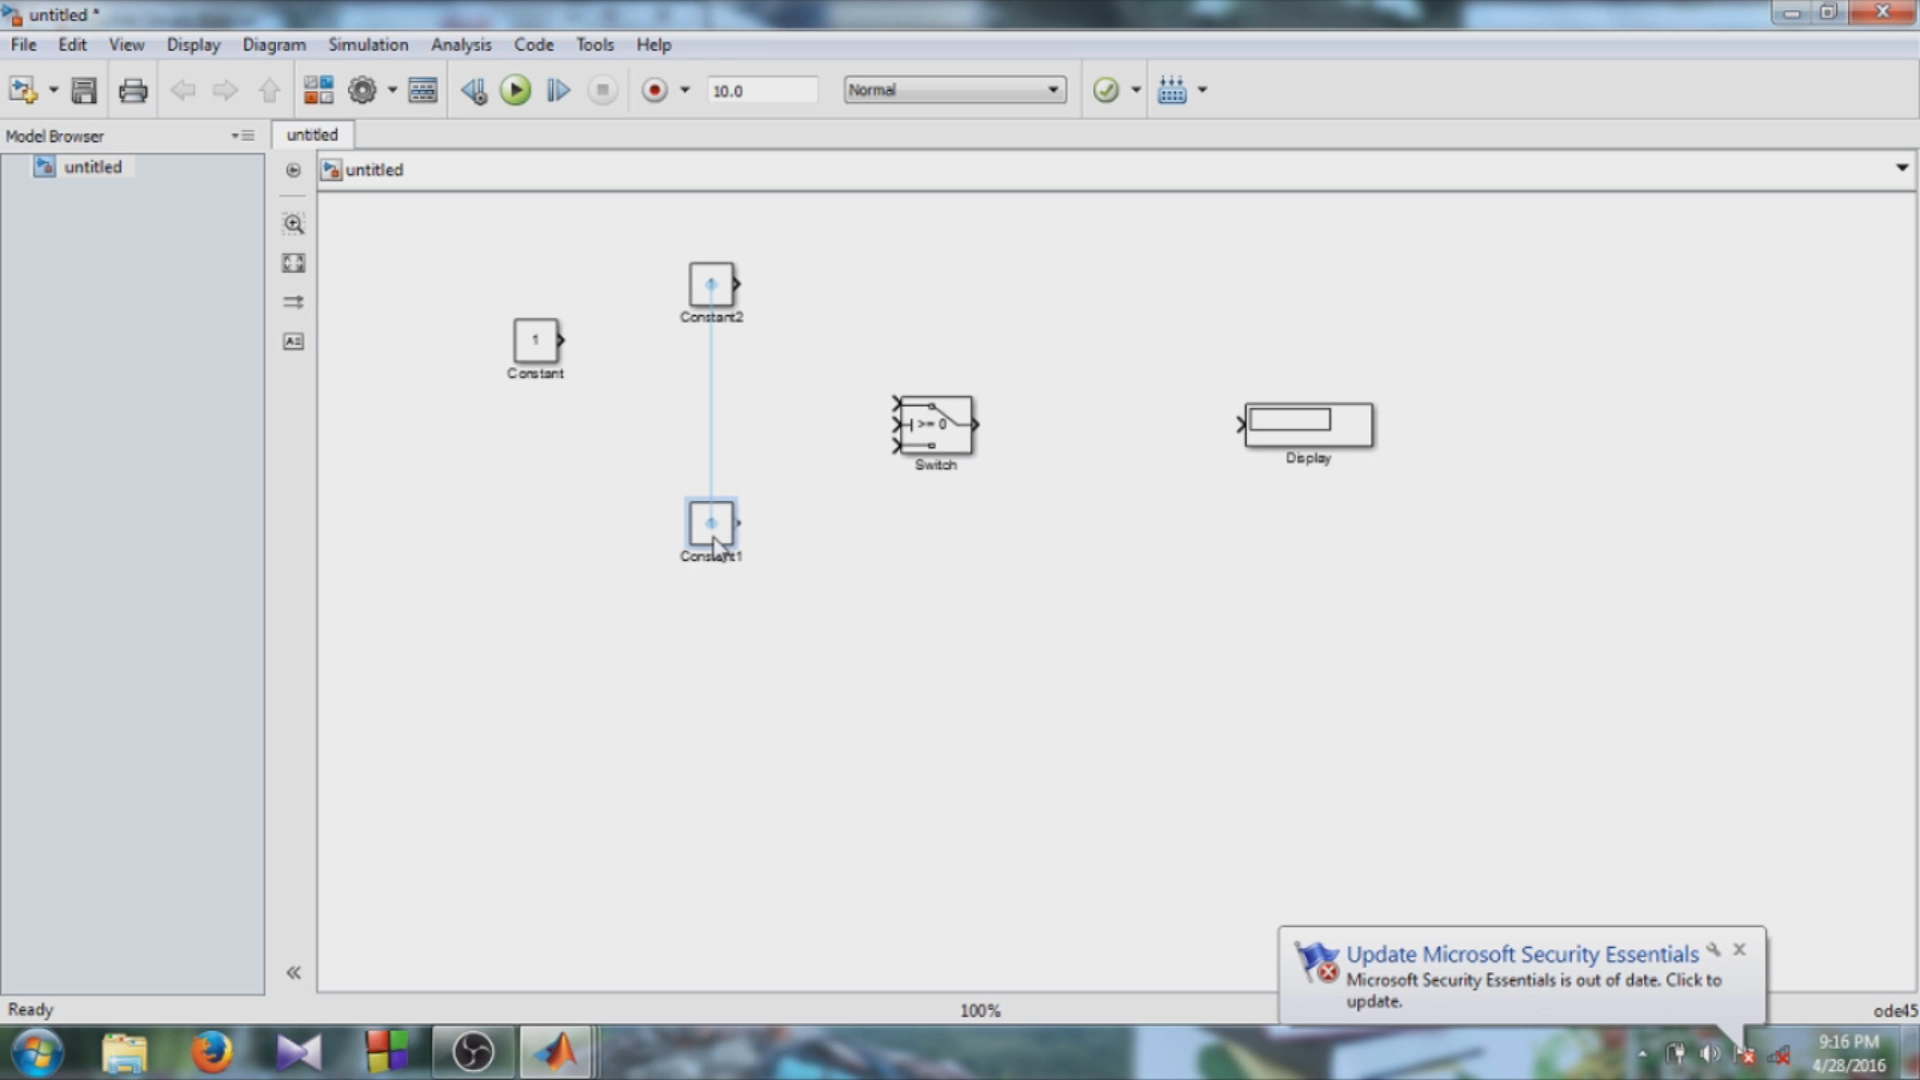 untitled *
File Edit View Display Diagram Simulation Analysis Code Tools Help
10.0 Normal
Model Browser
untitled
untitled
untitled
Constant2
1
Constant
>= 0
Switch
Display
Constant1
Update Microsoft Security Essentials
Microsoft Security Essentials is out of date. Click to
update.
Ready 100% ode45
9:16 PM
4/28/2016